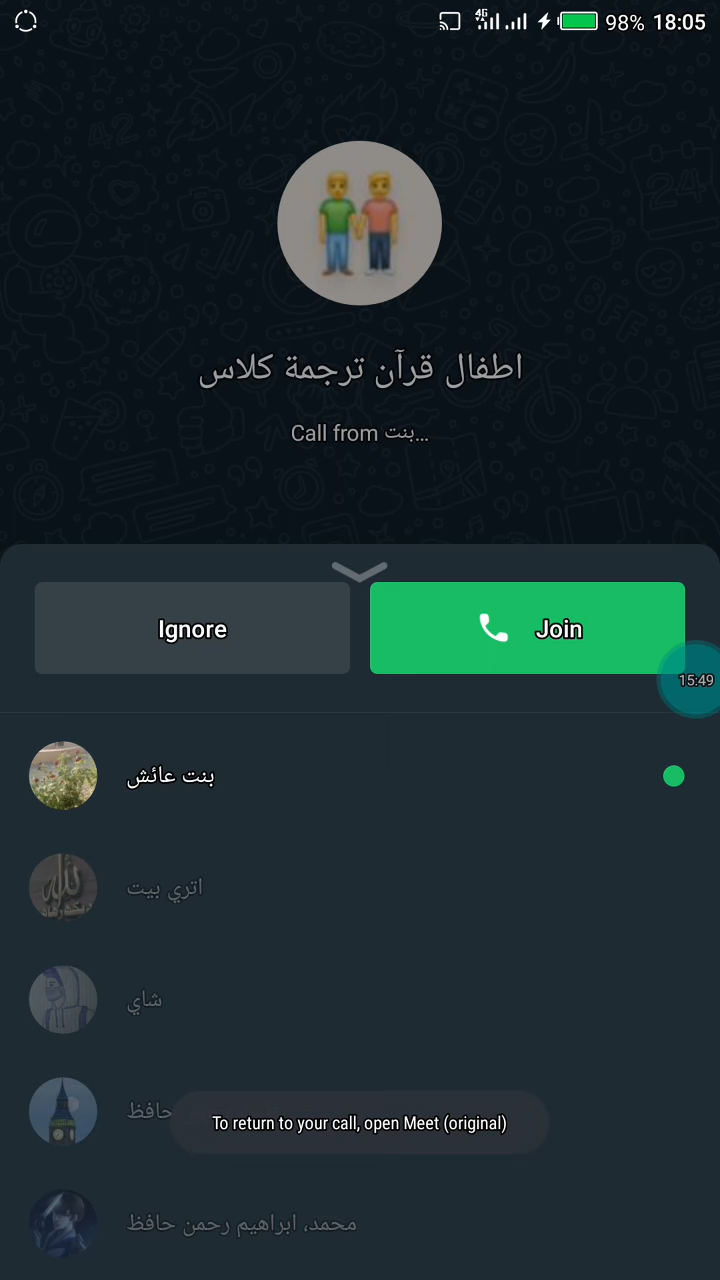 4G 98% 18:05
اطفال قرآن ترجمة كلاس
Call from بنت...
Ignore
Join
15:49
بنت عائش
اتري بيت
شاي
حافظ
To return to your call, open Meet (original)
محمد، ابراهيم رحمن حافظ